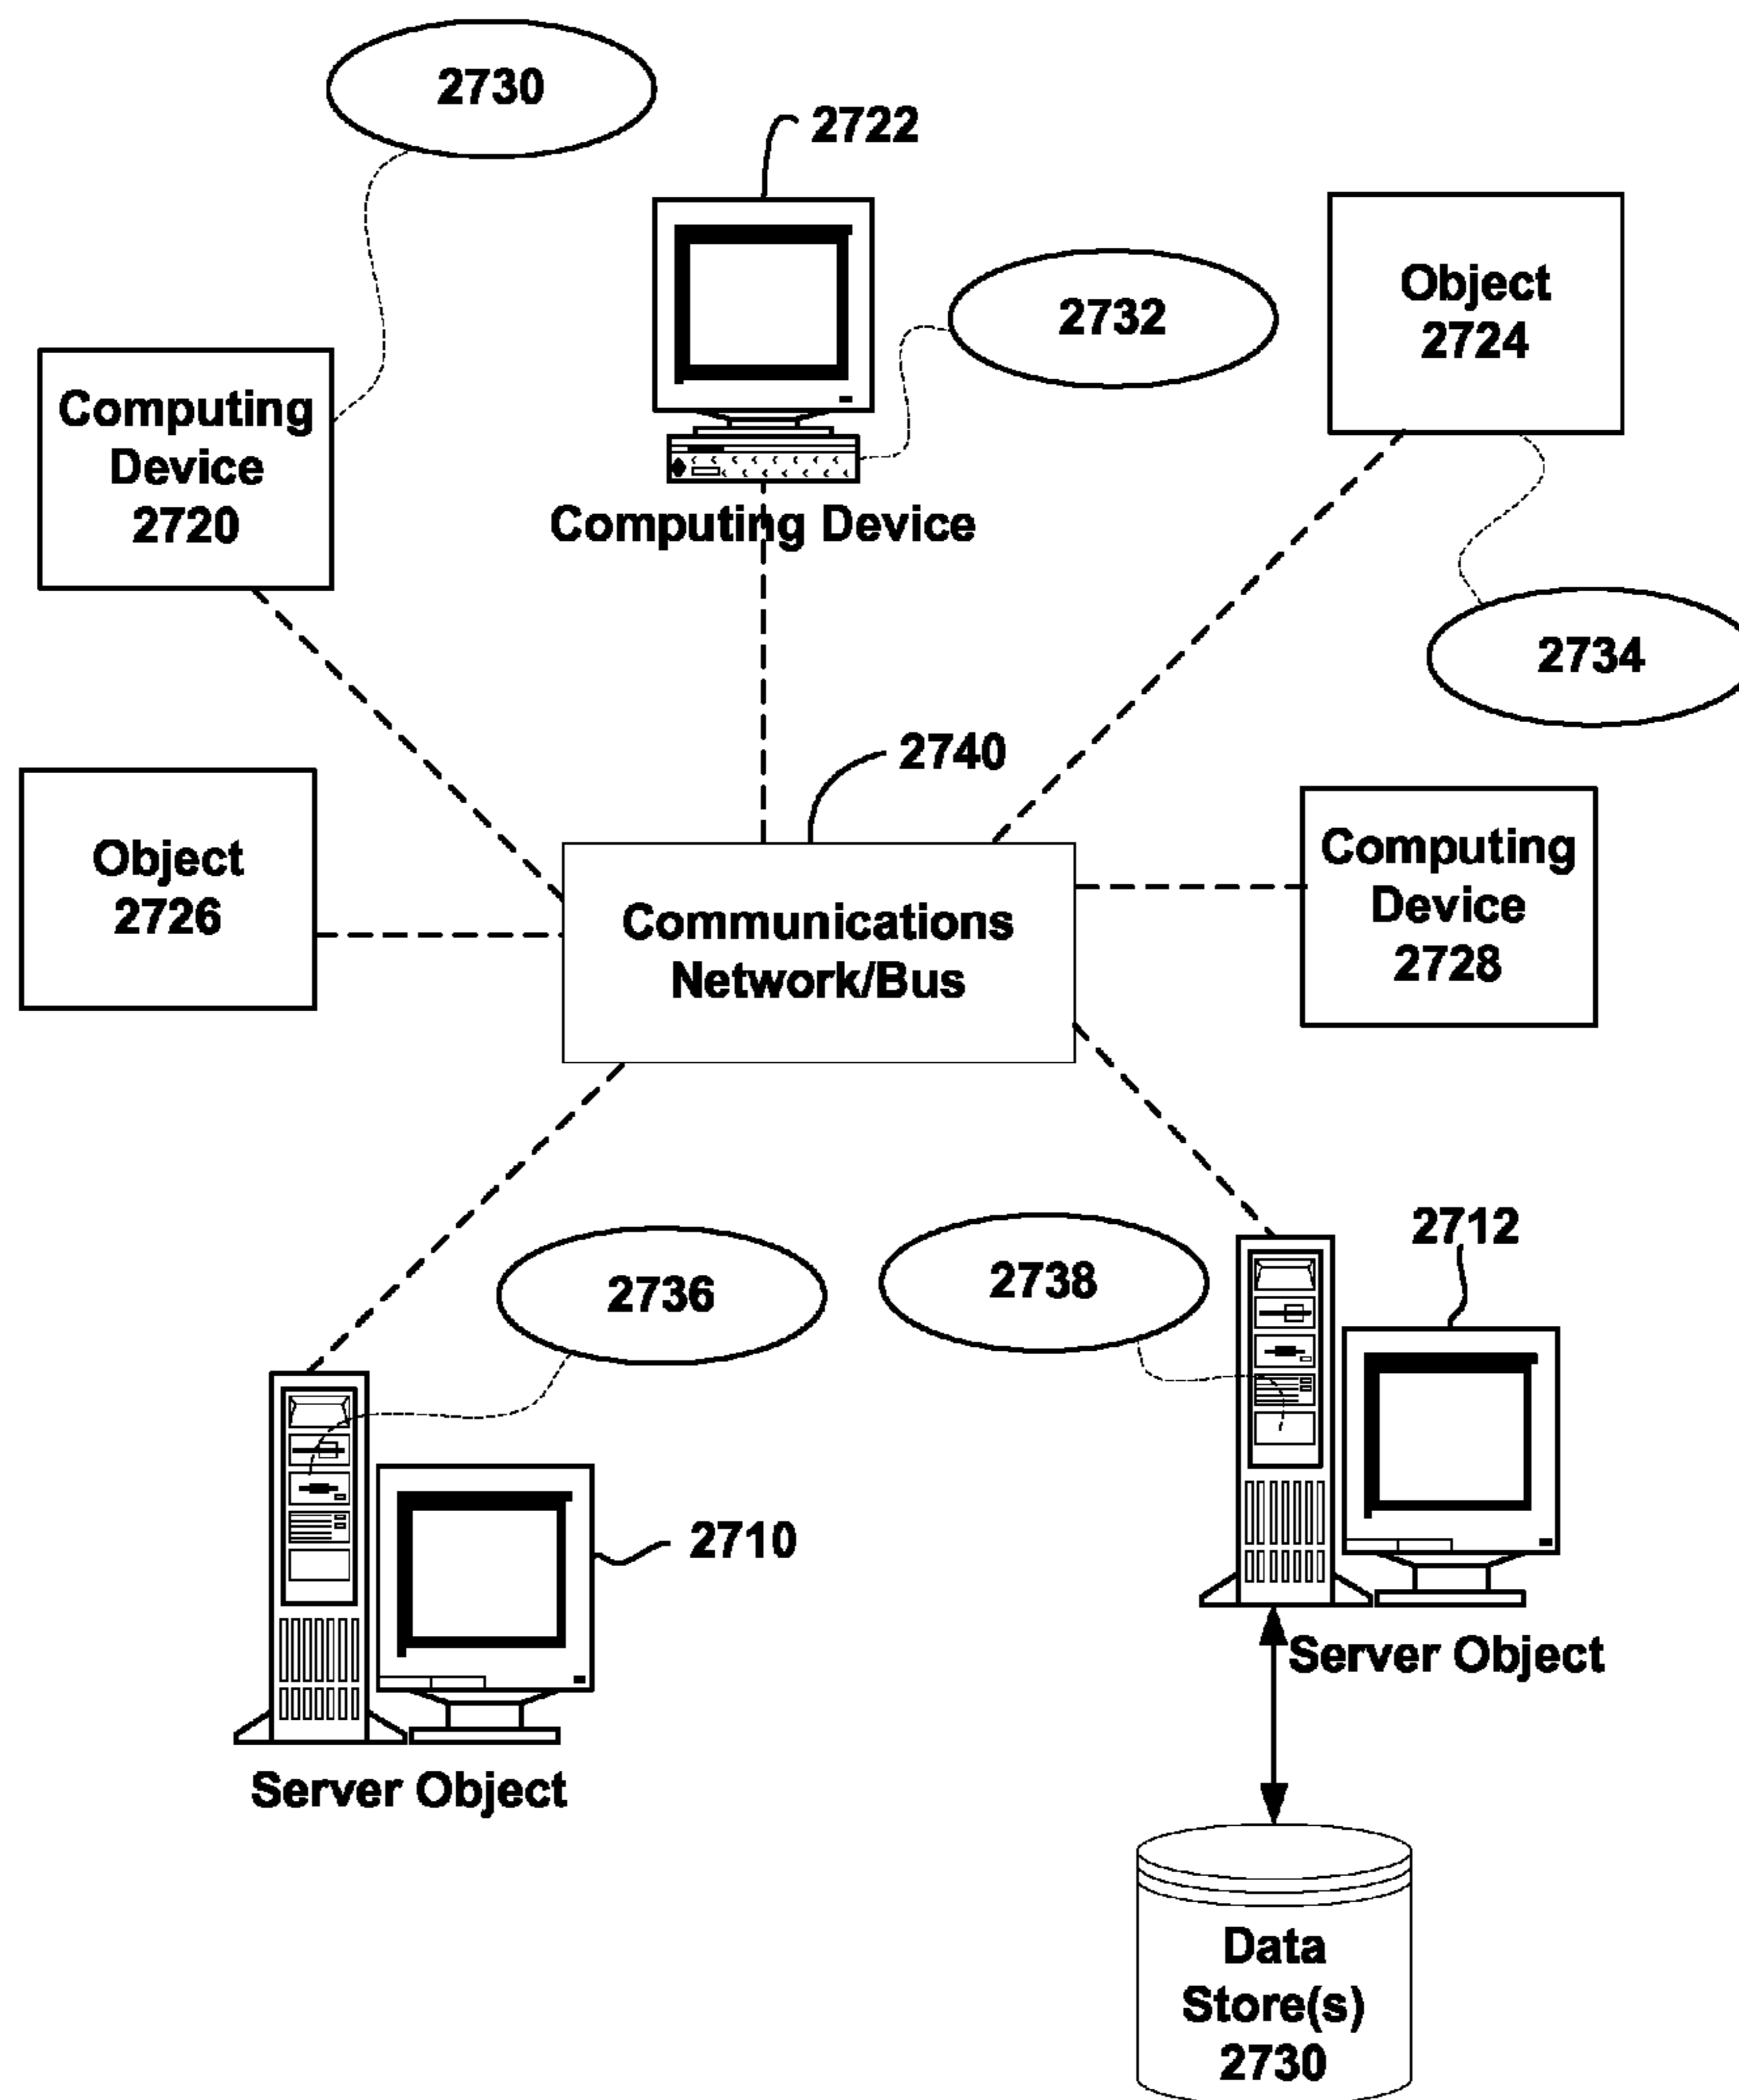 2730
2722
2732
Object
2724
Computing
Device
2720
Computing Device
2734
2740
Object
2726
Communications
Network/Bus
Computing
Device
2728
2736
2738
2712
2710
Server Object
Server Object
Data
Store(s)
2730